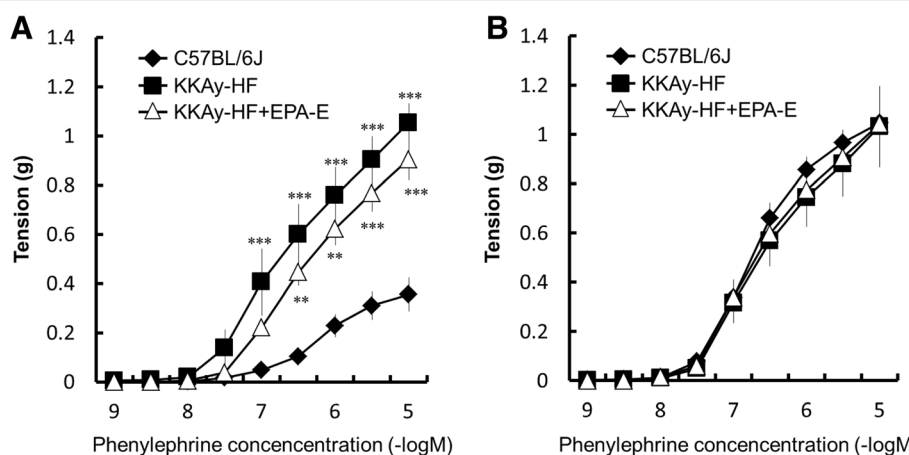 A
1.4
1.2
1
0.8
0.6
0.4
0.2
0
Tension (g)
C57BL/6J
KKAy-HF
KKAy-HF+EPA-E
***
***
***
***
***
***
***
**
**
9 8 7 6 5
Phenylephrine concencentration (-logM)
B
1.4
1.2
1
0.8
0.6
0.4
0.2
0
Tension (g)
C57BL/6J
KKAy-HF
KKAy-HF+EPA-E
9 8 7 6 5
Phenylephrine concencentration (-logM